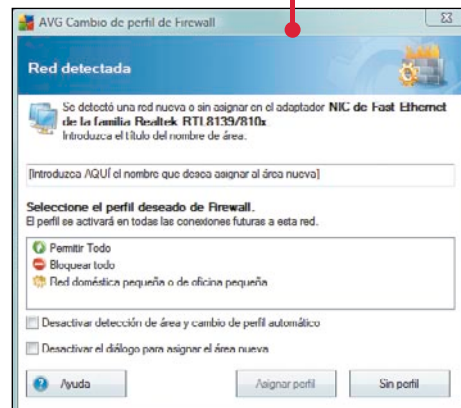 AVG Cambio de perfil de Firewall
Red detectada
Se detectó una red nueva o sin asignar en el adaptador NIC de Fast Ethernet
de la familia Realtek RTL8139/810x
Introduzca el título del nombre de área.
[Introduzca AQUÍ el nombre que desea asignar al área nueva]
Seleccione el perfil deseado de Firewall.
El perfil se activará en todas las conexiones futuras a esta red.
Permitir Todo
Bloquear todo
Red doméstica pequeña o de oficina pequeña
Desactivar detección de área y cambio de perfil automático
Desactivar el diálogo para asignar el área nueva
Ayuda
Asignar perfil
Sin perfil